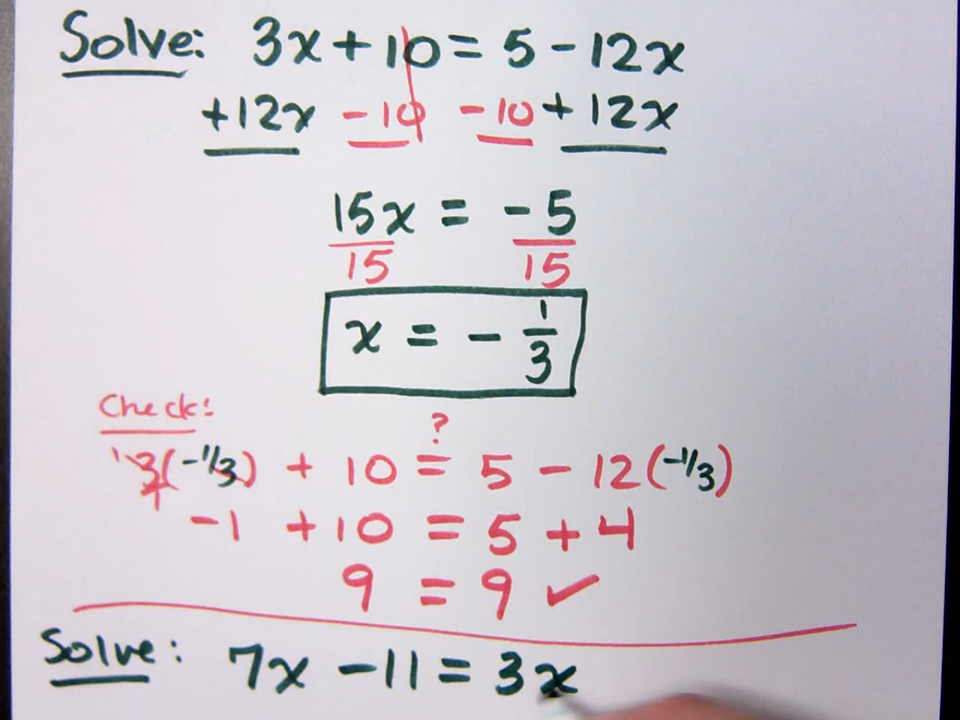 Solve: 3x + 10 = 5 - 12x
+12x -10 -10 + 12x
15x = -5
15 15
x = - 1/3
Check:
?
1 3(-1/3) + 10 = 5 - 12(-1/3)
-1 + 10 = 5 + 4
9 = 9 ✓
Solve: 7x - 11 = 3x